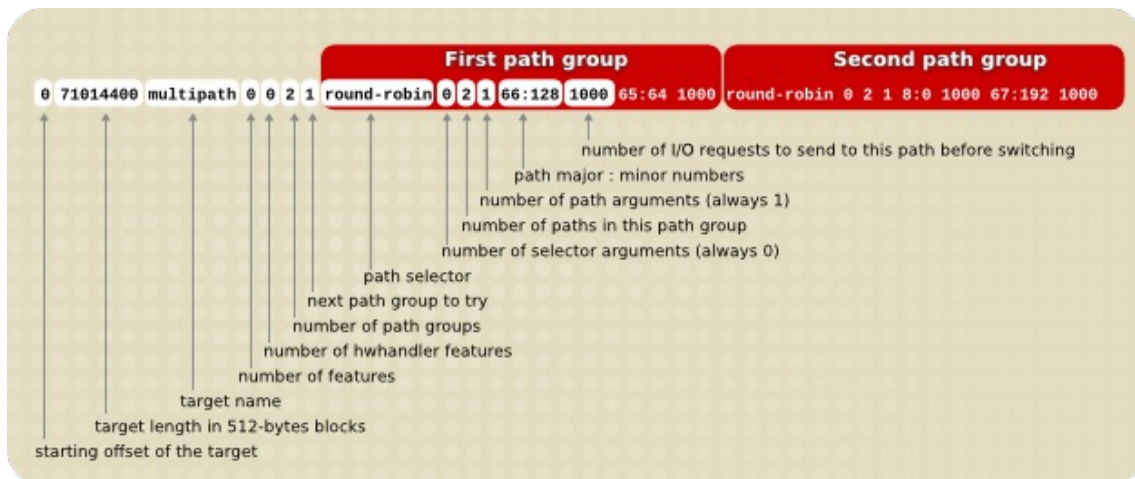 First path group
Second path group
0 71014400 multipath 0 0 2 1 round-robin 0 2 1 66:128 1000 65:64 1000 round-robin 0 2 1 8:0 1000 67:192 1000
number of I/O requests to send to this path before switching
path major : minor numbers
number of path arguments (always 1)
number of paths in this path group
number of selector arguments (always 0)
path selector
next path group to try
number of path groups
number of hwhandler features
number of features
target name
target length in 512-bytes blocks
starting offset of the target